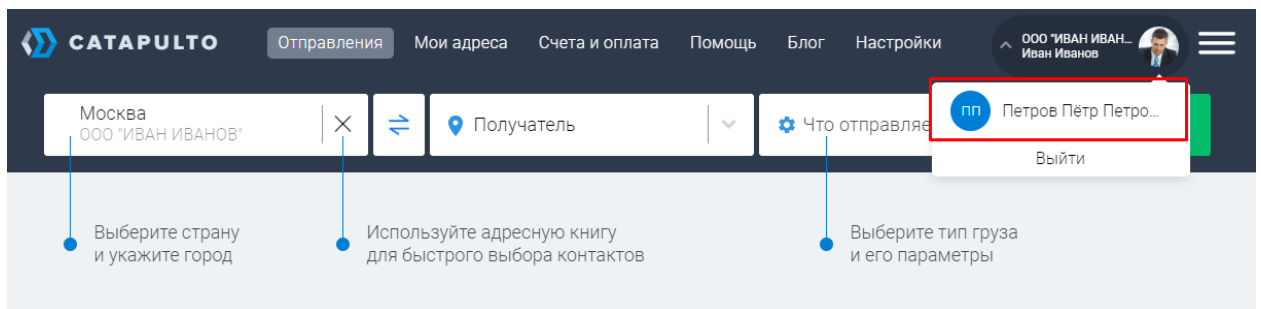 CATAPULTO
Отправления
Мои адреса
Счета и оплата
Помощь
Блог
Настройки
ООО "ИВАН ИВАН...
Иван Иванов
Москва
ООО "ИВАН ИВАНОВ"
Получатель
Что отправляе
ПП
Петров Пётр Петро...
Выйти
Выберите страну
и укажите город
Используйте адресную книгу
для быстрого выбора контактов
Выберите тип груза
и его параметры